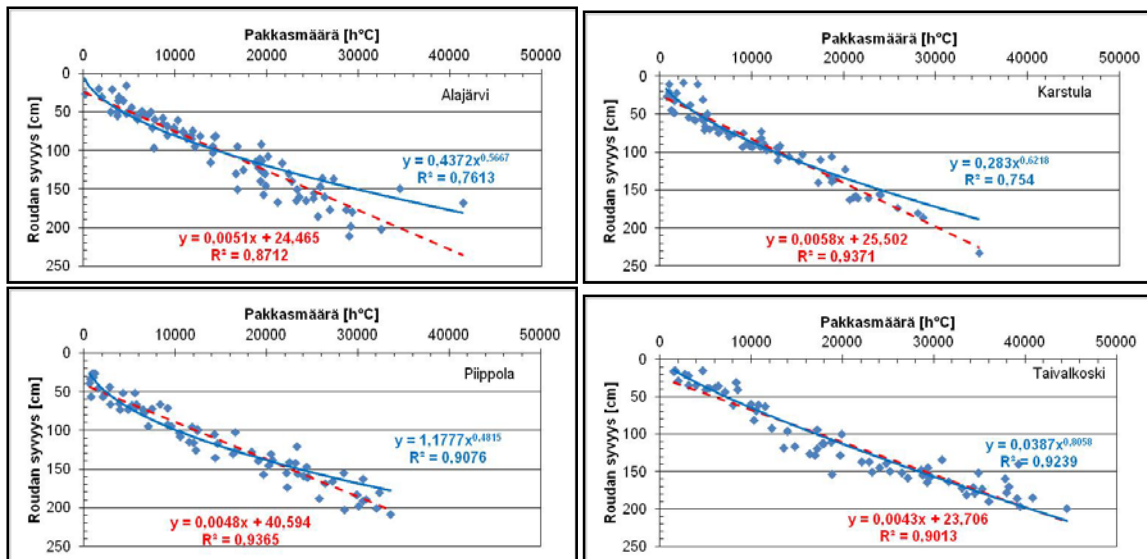 Pakkasmäärä [h°C]
0 10000 20000 30000 40000 50000
Roudan syvyys [cm]
0
50
100
150
200
250
Alajärvi
y = 0,4372x^0,5667
R² = 0,7613
y = 0,0051x + 24,465
R² = 0,8712
Pakkasmäärä [h°C]
0 10000 20000 30000 40000 50000
Roudan syvyys [cm]
0
50
100
150
200
250
Karstula
y = 0,283x^0,6218
R² = 0,754
y = 0,0058x + 25,502
R² = 0,9371
Pakkasmäärä [h°C]
0 10000 20000 30000 40000 50000
Roudan syvyys [cm]
0
50
100
150
200
250
Piippola
y = 1,1777x^0,4815
R² = 0,9076
y = 0,0048x + 40,594
R² = 0,9365
Pakkasmäärä [h°C]
0 10000 20000 30000 40000 50000
Roudan syvyys [cm]
0
50
100
150
200
250
Taivalkoski
y = 0,0387x^0,8058
R² = 0,9239
y = 0,0043x + 23,706
R² = 0,9013